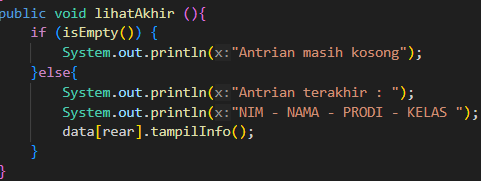 public void lihatAkhir (){
if (isEmpty()) {
System.out.println(x:"Antrian masih kosong");
}else{
System.out.println(x:"Antrian terakhir : ");
System.out.println(x:"NIM - NAMA - PRODI - KELAS ");
data[rear].tampilInfo();
}
}